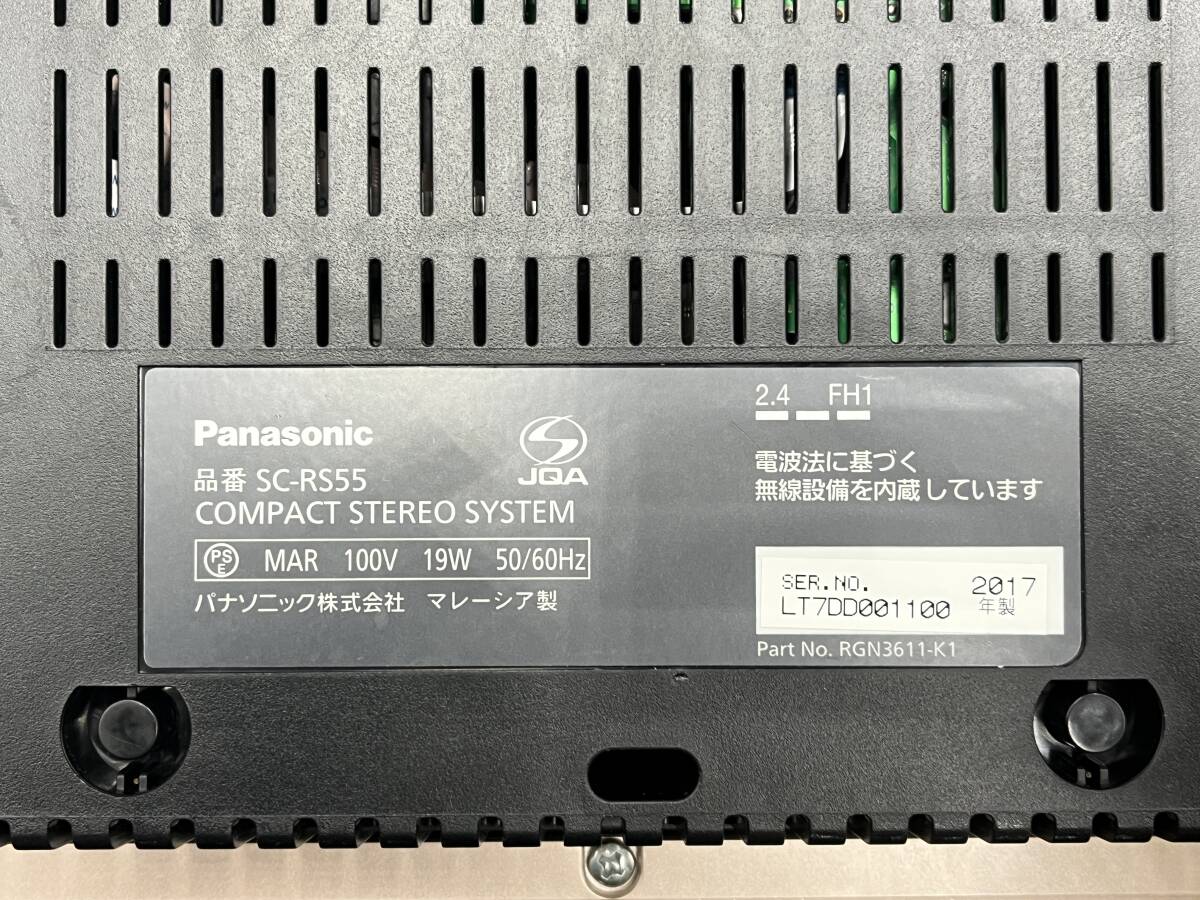 Panasonic
JQA
品番 SC-RS55
COMPACT STEREO SYSTEM
PS E MAR 100V 19W 50/60Hz
パナソニック株式会社 マレーシア製
2.4 FH1
電波法に基づく
無線設備を内蔵しています
SER.NO. 2017
LT7DD001100 年製
Part No. RGN3611-K1